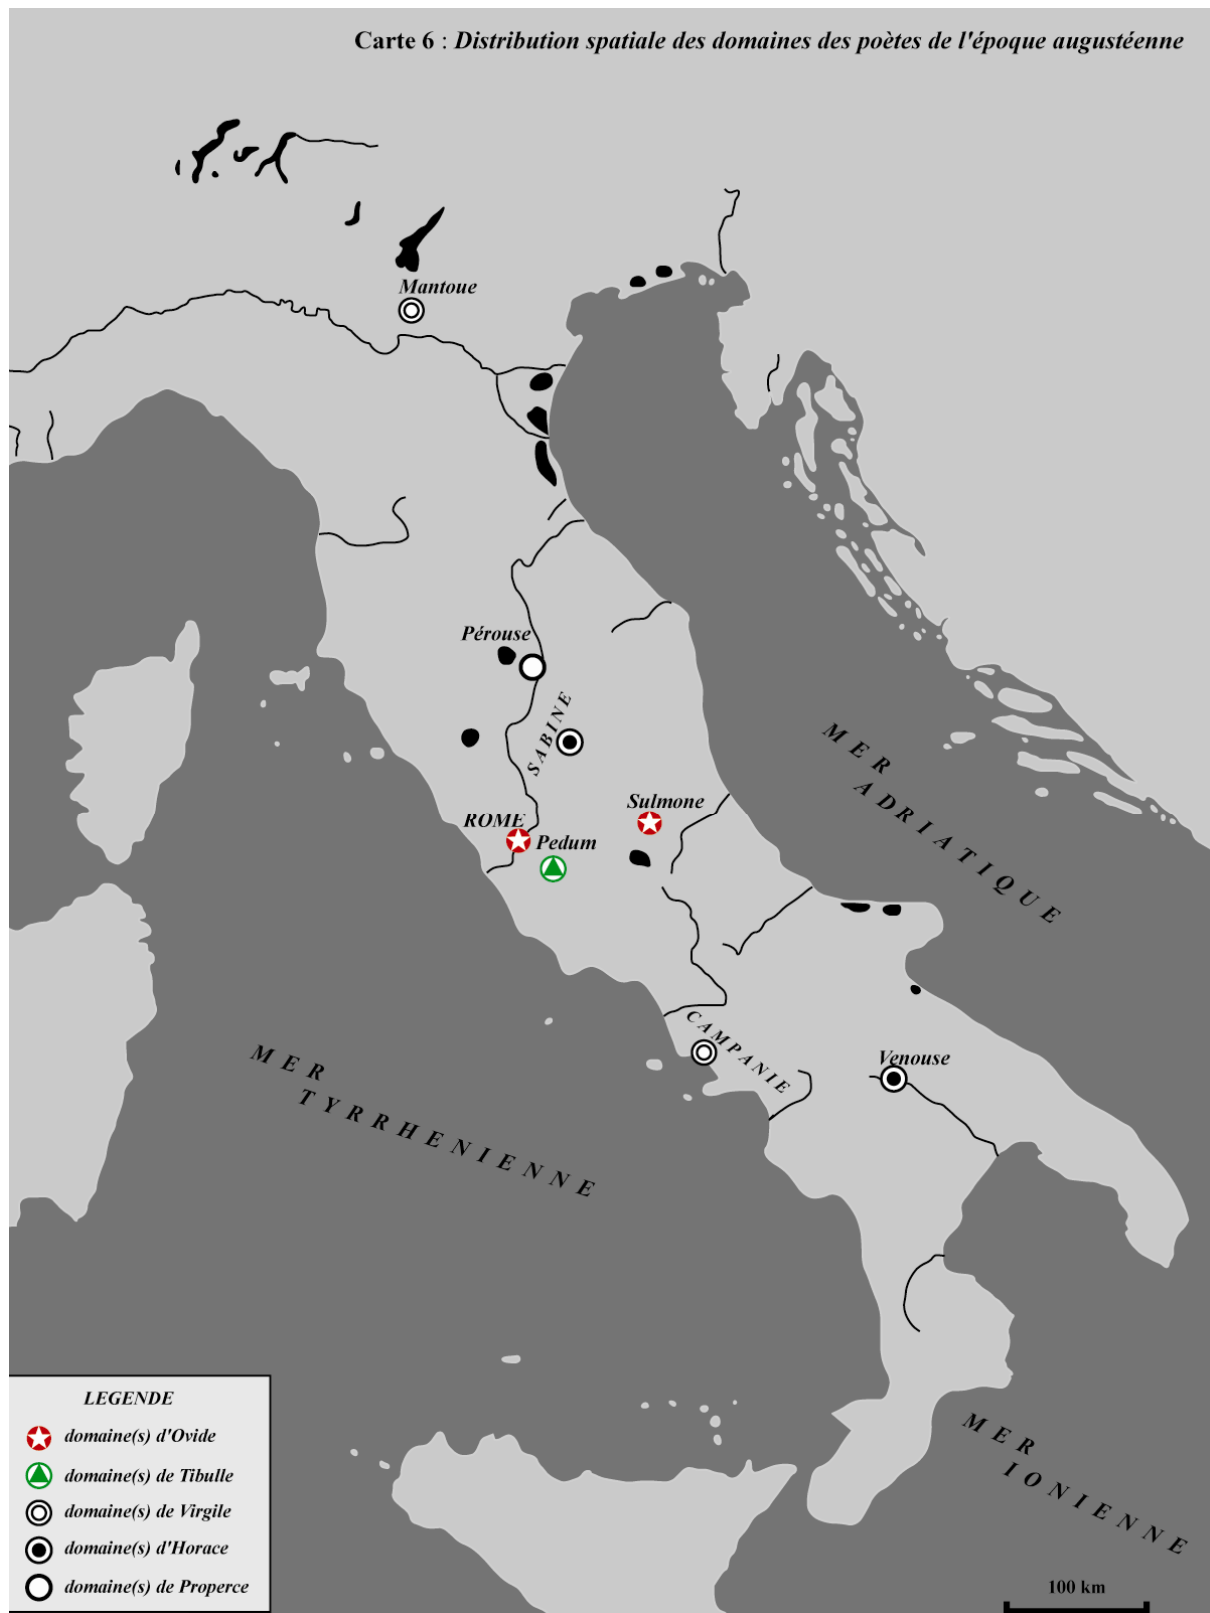 Carte 6 : Distribution spatiale des domaines des poètes de l'époque augustéenne
Mantoue
Pérouse
SABINE
MER
ADRIATIQUE
Sulmone
ROME
Pedum
CAMPANIE
Venouse
MER
TYRRHENIENNE
MER
IONIENNE
LEGENDE
domaine(s) d'Ovide
domaine(s) de Tibulle
domaine(s) de Virgile
domaine(s) d'Horace
domaine(s) de Properce
100 km